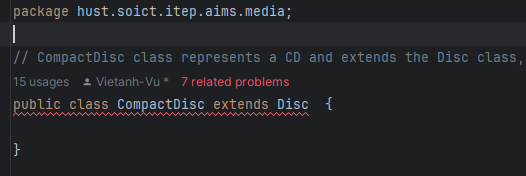 package hust.soict.itep.aims.media;
// CompactDisc class represents a CD and extends the Disc class,
15 usages Vietanh-Vu * 7 related problems
public class CompactDisc extends Disc {
}